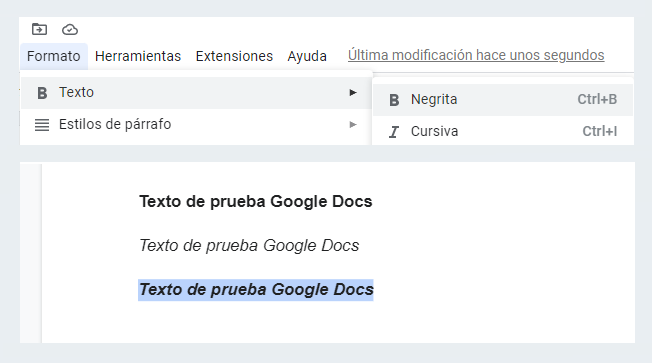 Formato Herramientas Extensiones Ayuda Última modificación hace unos segundos
B Texto
B Negrita Ctrl+B
Estilos de párrafo
I Cursiva Ctrl+I
Texto de prueba Google Docs
Texto de prueba Google Docs
Texto de prueba Google Docs